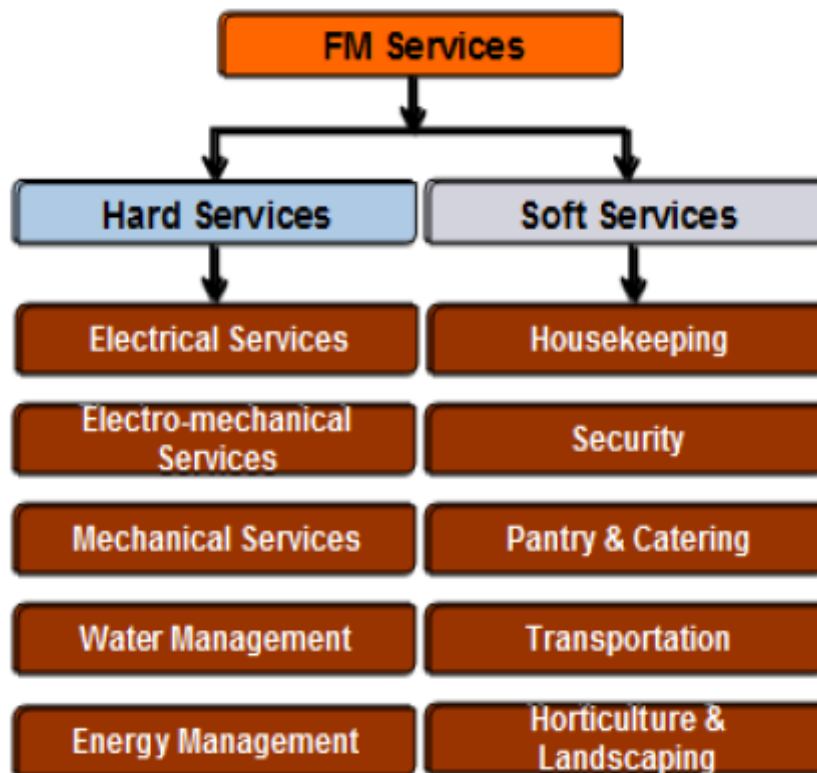 FM Services
Hard Services
Soft Services
Electrical Services
Housekeeping
Electro-mechanical
Services
Security
Mechanical Services
Pantry & Catering
Water Management
Transportation
Energy Management
Horticulture &
Landscaping